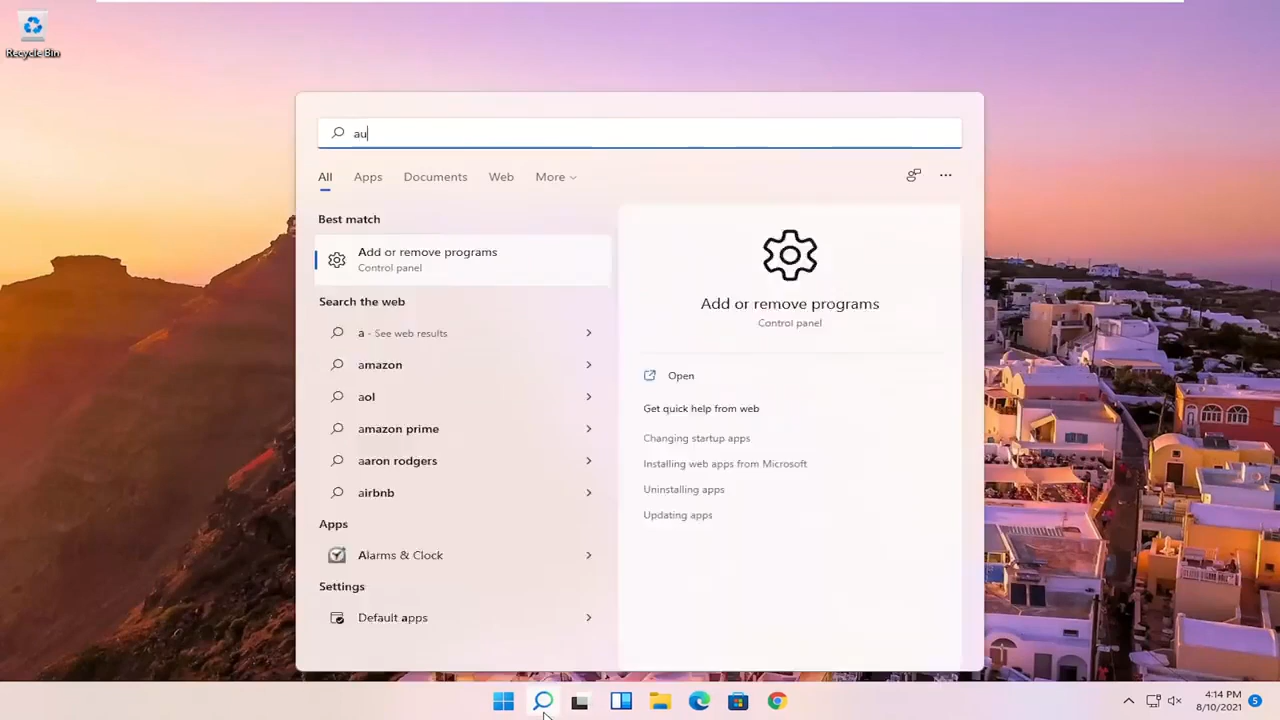 Recycle Bin
au
All
Apps
Documents
Web
More
Best match
Add or remove programs
Control panel
Search the web
a - See web results
amazon
aol
amazon prime
aaron rodgers
airbnb
Apps
Alarms & Clock
Settings
Default apps
Add or remove programs
Control panel
Open
Get quick help from web
Changing startup apps
Installing web apps from Microsoft
Uninstalling apps
Updating apps
4:14 PM
8/10/2021
5